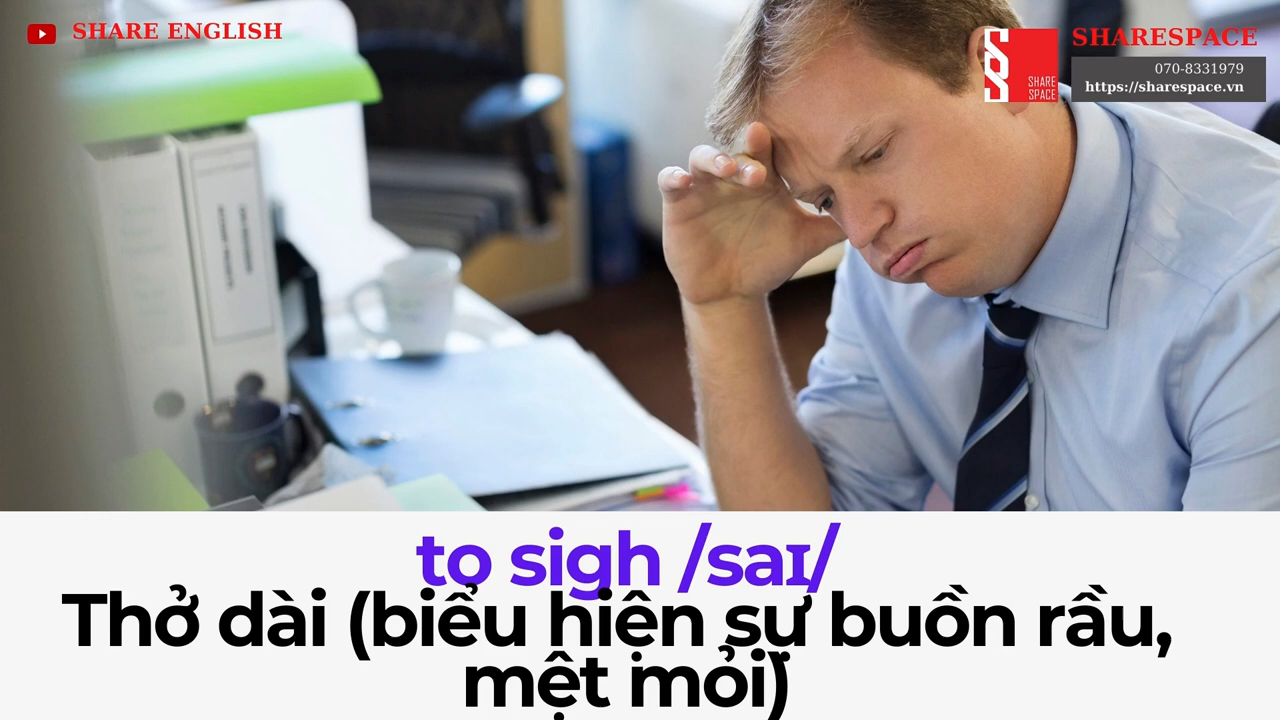 SHARE ENGLISH
SHARESPACE
SHARE
SPACE
070-8331979
https://sharespace.vn
to sigh /saɪ/
Thở dài (biểu hiện sự buồn rầu,
mệt mỏi)